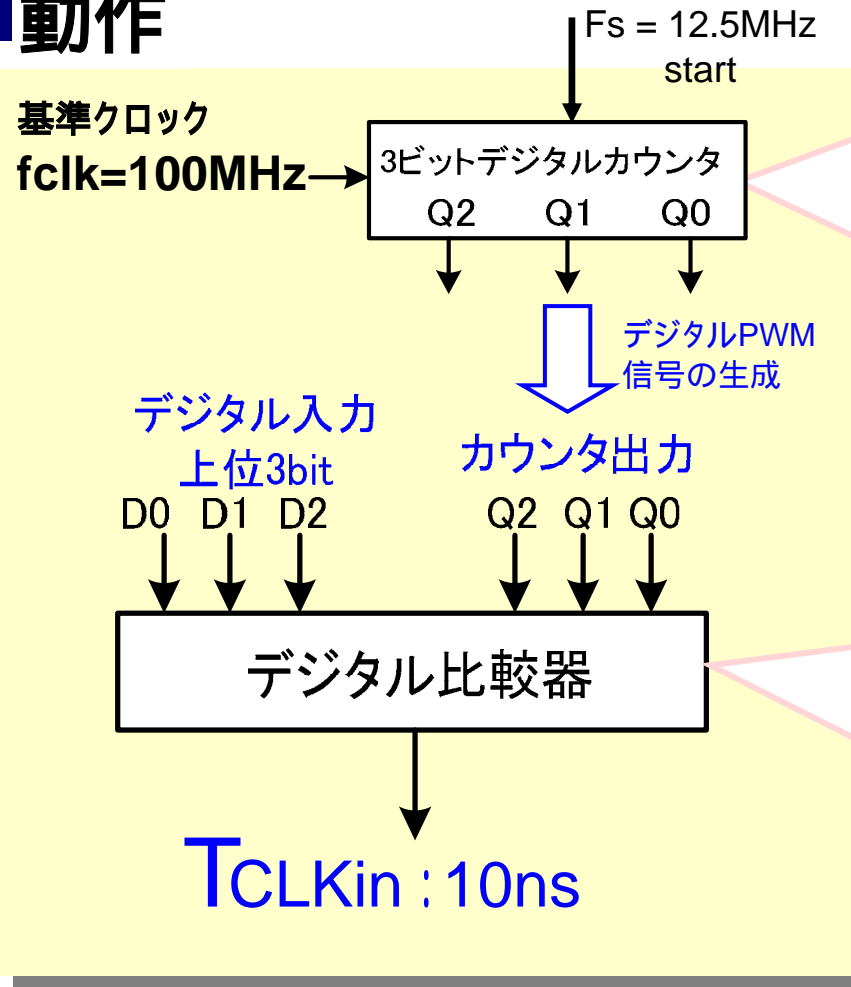 動作
Fs = 12.5MHz
start
基準クロック
fclk=100MHz
3ビットデジタルカウンタ
Q2 Q1 Q0
デジタルPWM
信号の生成
デジタル入力
上位3bit
カウンタ出力
D0 D1 D2
Q2 Q1 Q0
デジタル比較器
TCLKin : 10ns